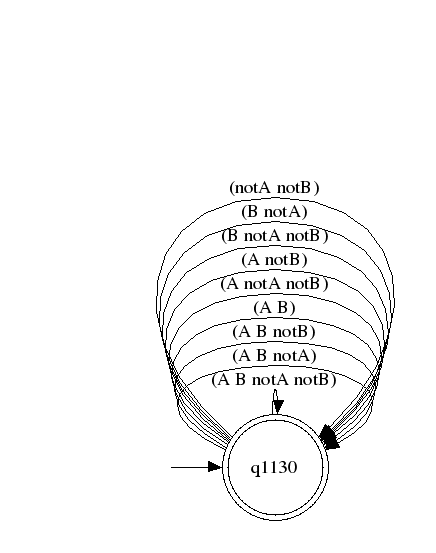 (notA notB)
(B notA)
(B notA notB)
(A notB)
(A notA notB)
(A B)
(A B notB)
(A B notA)
(A B notA notB)
q1130